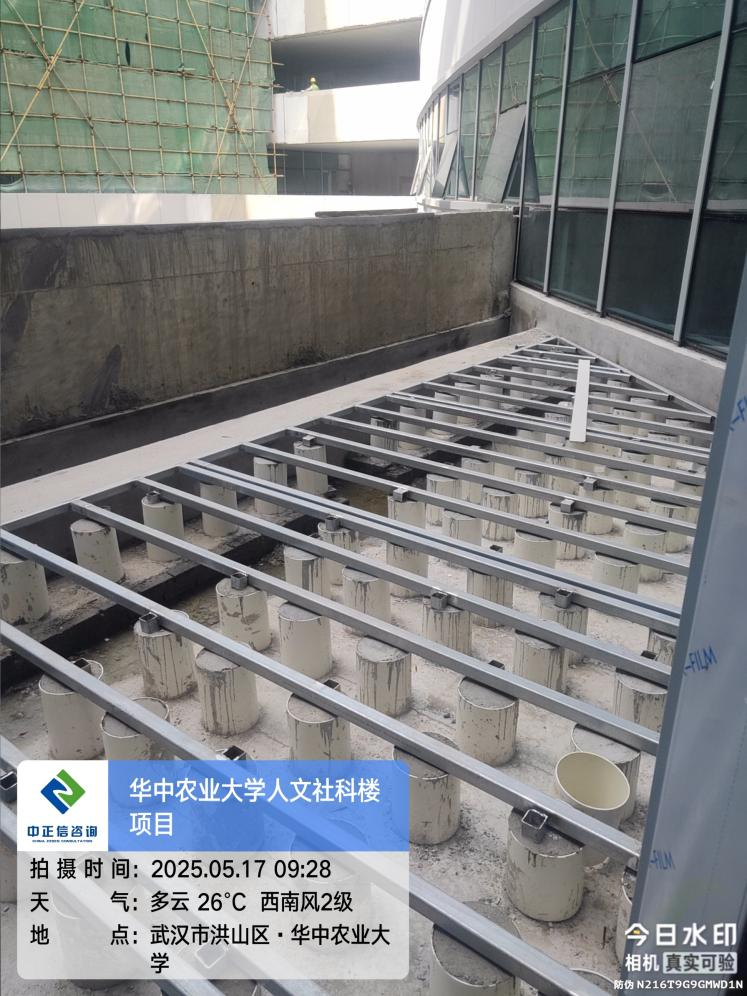 -FILM
-FILM
中正信咨询
CHINA ZOSEN CONSULTATION
华中农业大学人文社科楼
项目
拍摄时间：2025.05.17 09:28
天气：多云 26°C 西南风2级
地点：武汉市洪山区·华中农业大
学
今日水印
相机 真实可验
防伪 N216T9G9GMWD1N